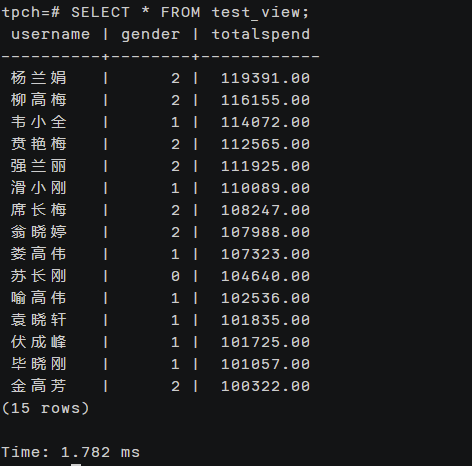 tpch=# SELECT * FROM test_view;
 username | gender | totalspend
----------+--------+------------
 杨兰娟 | 2 | 119391.00
 柳高梅 | 2 | 116155.00
 韦小全 | 1 | 114072.00
 贲艳梅 | 2 | 112565.00
 强兰丽 | 2 | 111925.00
 滑小刚 | 1 | 110089.00
 席长梅 | 2 | 108247.00
 翁晓婷 | 2 | 107988.00
 娄高伟 | 1 | 107323.00
 苏长刚 | 0 | 104640.00
 喻高伟 | 1 | 102536.00
 袁晓轩 | 1 | 101835.00
 伏成峰 | 1 | 101725.00
 毕晓刚 | 1 | 101057.00
 金高芳 | 2 | 100322.00
(15 rows)
Time: 1.782 ms